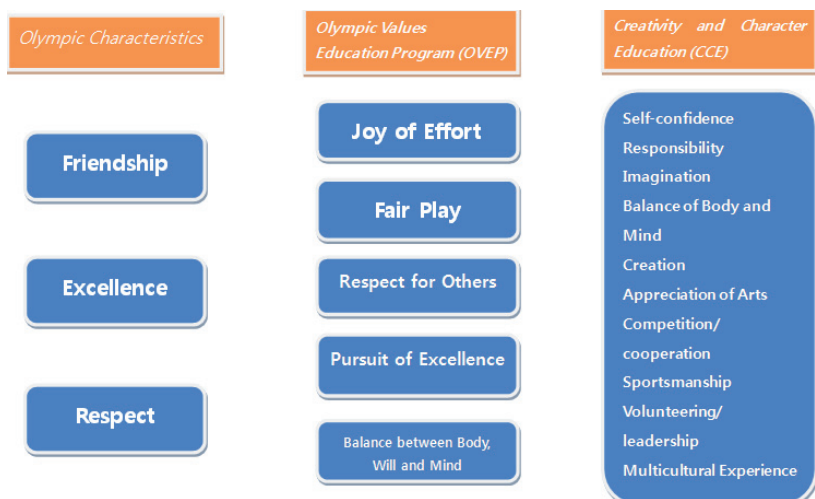 Olympic Characteristics
Friendship
Excellence
Respect
Olympic Values
Education Program (OVEP)
Joy of Effort
Fair Play
Respect for Others
Pursuit of Excellence
Balance between Body,
Will and Mind
Creativity and Character
Education (CCE)
Self-confidence
Responsibility
Imagination
Balance of Body and
Mind
Creation
Appreciation of Arts
Competition/
cooperation
Sportsmanship
Volunteering/
leadership
Multicultural Experience